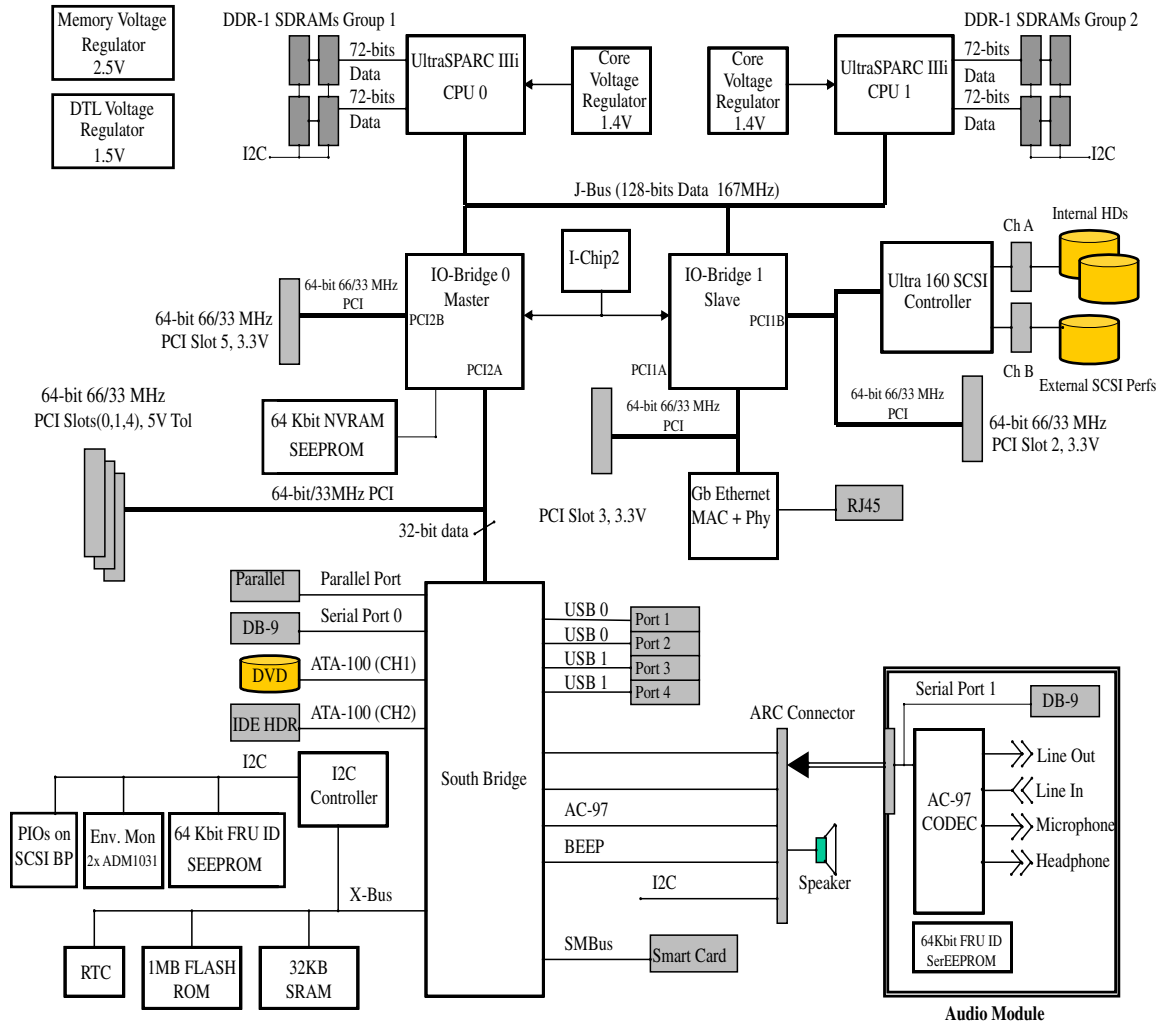 Memory Voltage
Regulator
2.5V
DTL Voltage
Regulator
1.5V
DDR-1 SDRAMs Group 1
72-bits
Data
72-bits
Data
I2C
UltraSPARC IIIi
CPU 0
Core
Voltage
Regulator
1.4V
Core
Voltage
Regulator
1.4V
UltraSPARC IIIi
CPU 1
DDR-1 SDRAMs Group 2
72-bits
Data
72-bits
Data
I2C
J-Bus (128-bits Data 167MHz)
64-bit 66/33 MHz
PCI
64-bit 66/33 MHz
PCI Slot 5, 3.3V
IO-Bridge 0
Master
PCI2B
PCI2A
I-Chip2
IO-Bridge 1
Slave
PCI1B
PCI1A
Ultra 160 SCSI
Controller
Ch A
Internal HDs
Ch B
External SCSI Perfs
64-bit 66/33 MHz
PCI
64-bit 66/33 MHz
PCI Slot 2, 3.3V
64-bit 66/33 MHz
PCI Slots(0,1,4), 5V Tol
64 Kbit NVRAM
SEEPROM
64-bit 66/33 MHz
PCI
PCI Slot 3, 3.3V
Gb Ethernet
MAC + Phy
RJ45
64-bit/33MHz PCI
32-bit data
Parallel
Parallel Port
DB-9
Serial Port 0
DVD
ATA-100 (CH1)
IDE HDR
ATA-100 (CH2)
South Bridge
USB 0
Port 1
USB 0
Port 2
USB 1
Port 3
USB 1
Port 4
I2C
I2C
Controller
PIOs on
SCSI BP
Env. Mon
2x ADM1031
64 Kbit FRU ID
SEEPROM
X-Bus
RTC
1MB FLASH
ROM
32KB
SRAM
ARC Connector
AC-97
BEEP
I2C
Speaker
SMBus
Smart Card
Serial Port 1
DB-9
AC-97
CODEC
Line Out
Line In
Microphone
Headphone
64Kbit FRU ID
SerEEPROM
Audio Module